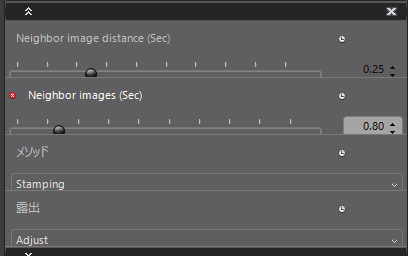 Neighbor image distance (Sec)
0.25
Neighbor images (Sec)
0.80
メソッド
Stamping
露出
Adjust